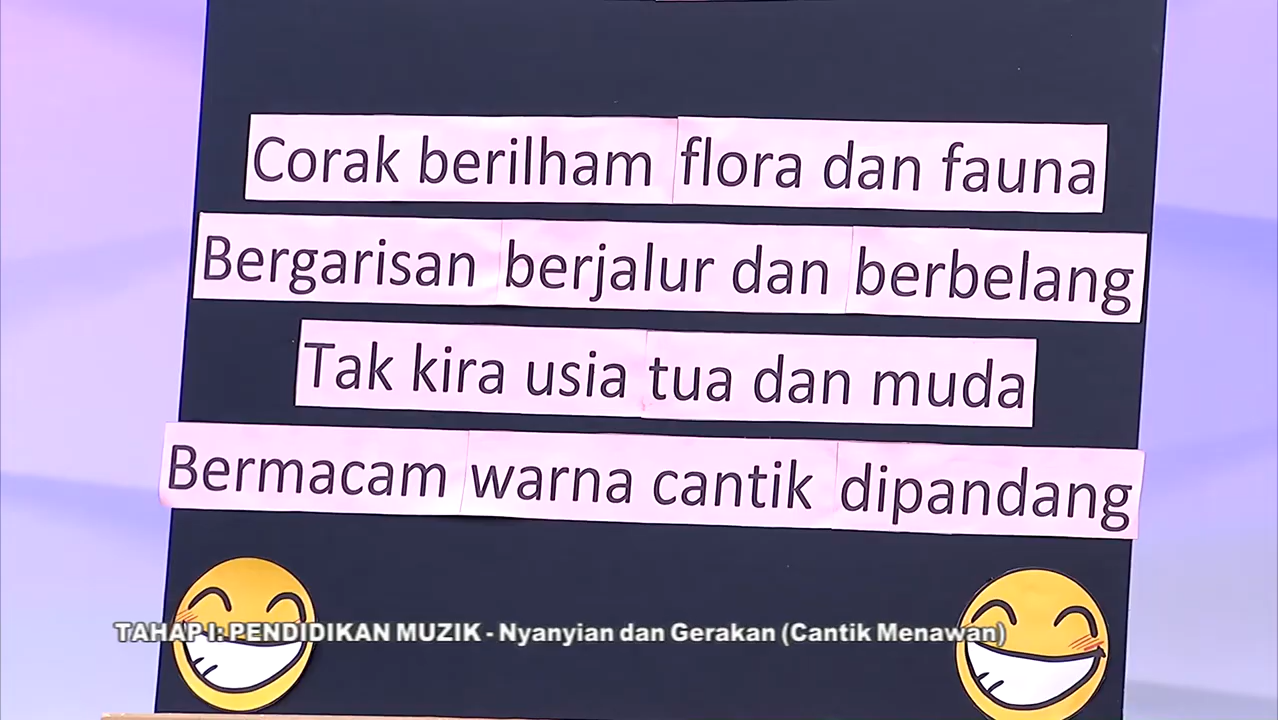 Corak berilham flora dan fauna
Bergarisan berjalur dan berbelang
Tak kira usia tua dan muda
Bermacam warna cantik dipandang
TAHAP I: PENDIDIKAN MUZIK - Nyanyian dan Gerakan (Cantik Menawan)